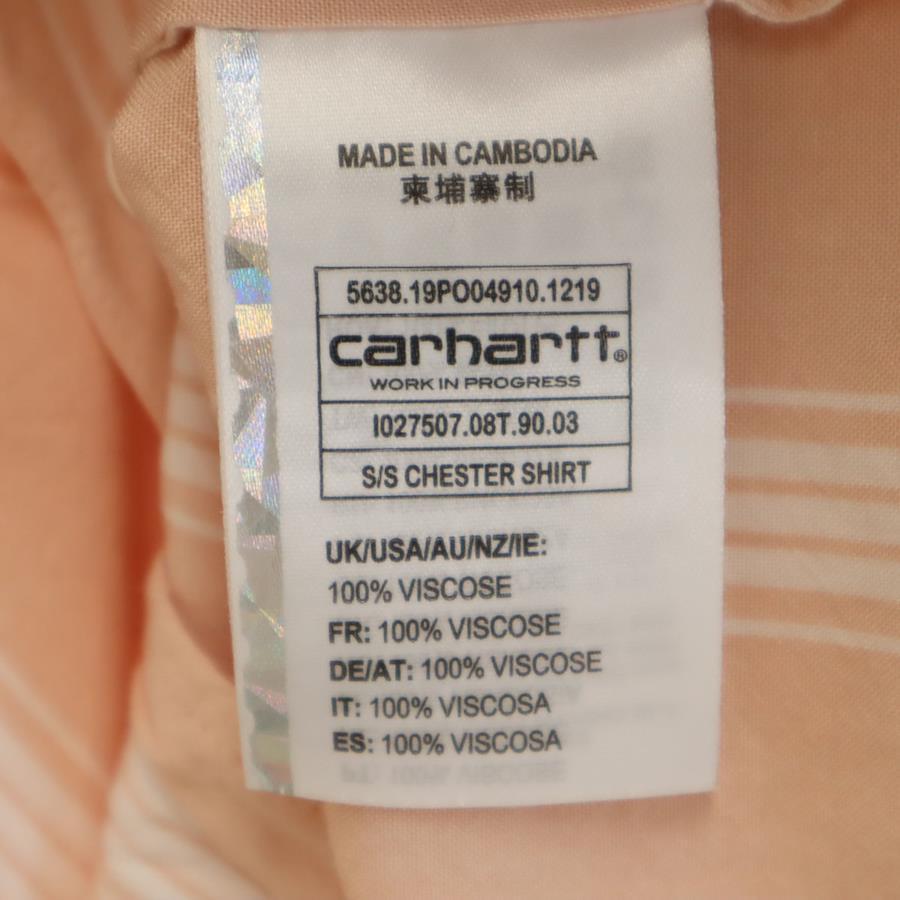 MADE IN CAMBODIA
柬埔寨制
5638.19PO04910.1219
carhartt®
WORK IN PROGRESS
I027507.08T.90.03
S/S CHESTER SHIRT
UK/USA/AU/NZ/IE:
100% VISCOSE
FR: 100% VISCOSE
DE/AT: 100% VISCOSE
IT: 100% VISCOSA
ES: 100% VISCOSA